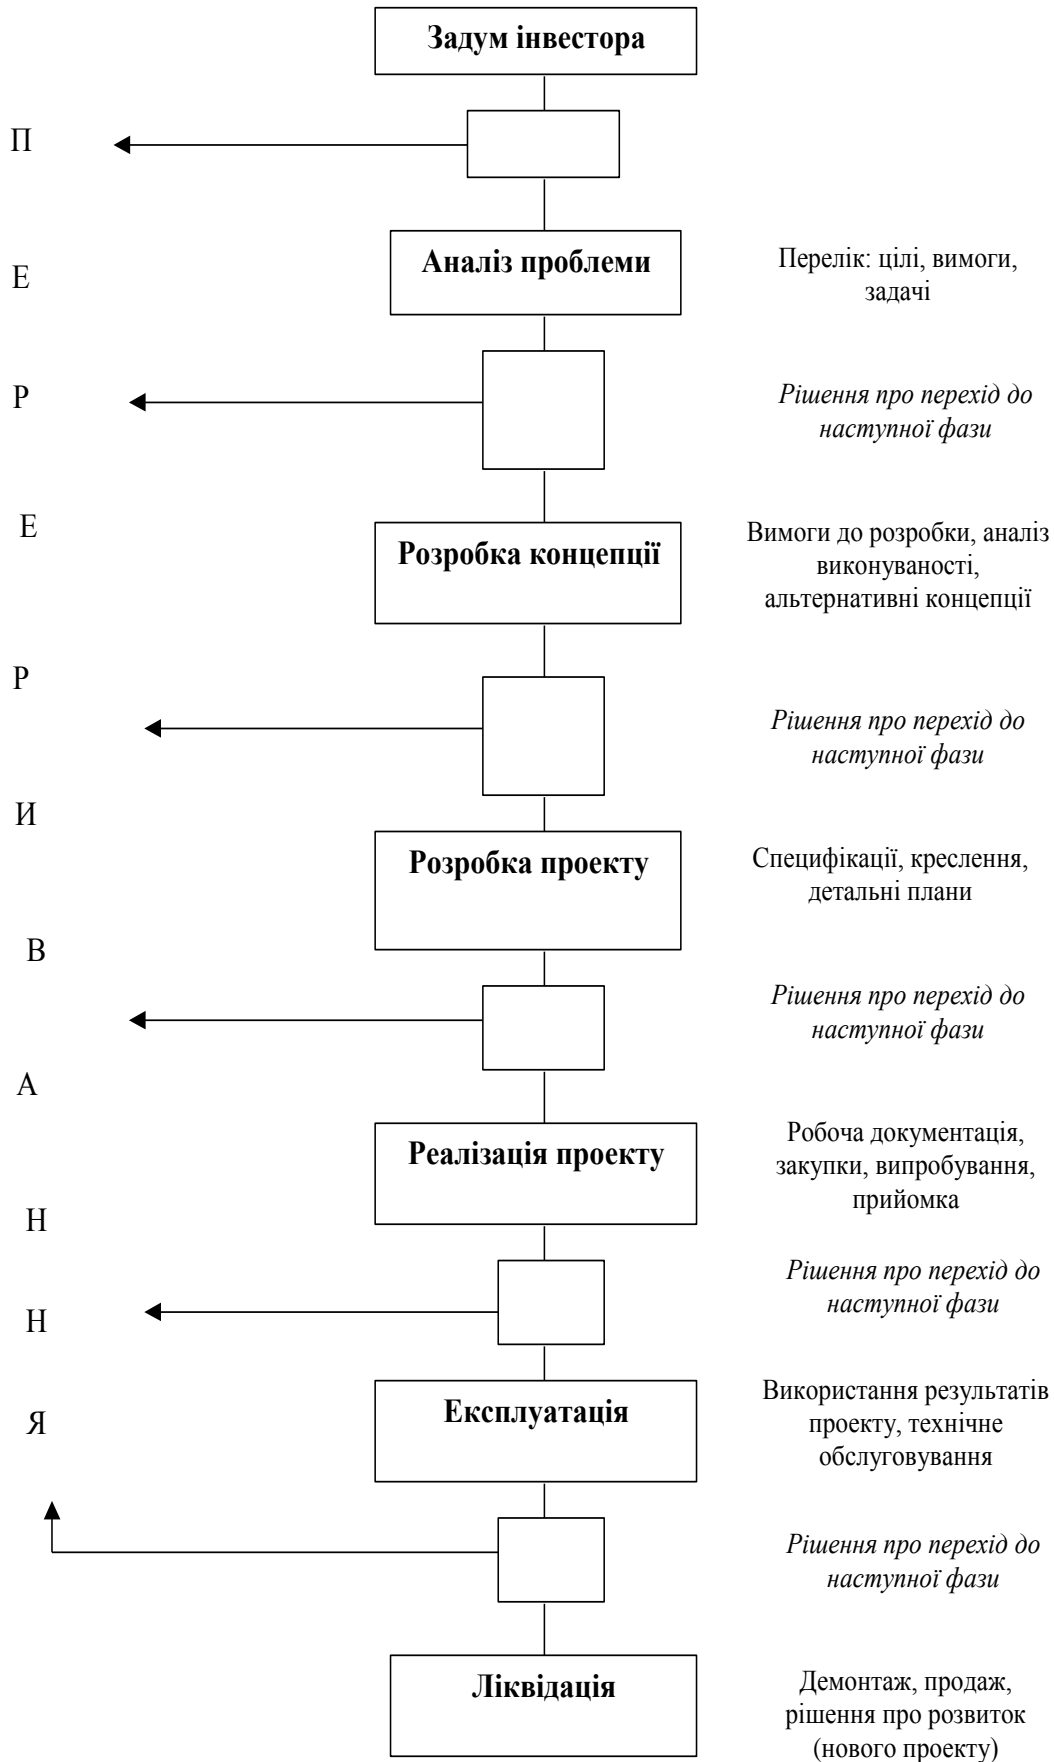 Задум інвестора
П
Аналіз проблеми
Перелік: цілі, вимоги,
задачі
Е
Р
Рішення про перехід до
наступної фази
Е
Розробка концепції
Вимоги до розробки, аналіз
виконуваності,
альтернативні концепції
Р
Рішення про перехід до
наступної фази
И
Розробка проекту
Специфікації, креслення,
детальні плани
В
Рішення про перехід до
наступної фази
А
Реалізація проекту
Робоча документація,
закупки, випробування,
прийомка
Н
Рішення про перехід до
наступної фази
Н
Експлуатація
Використання результатів
проекту, технічне
обслуговування
Я
Рішення про перехід до
наступної фази
Ліквідація
Демонтаж, продаж,
рішення про розвиток
(нового проекту)